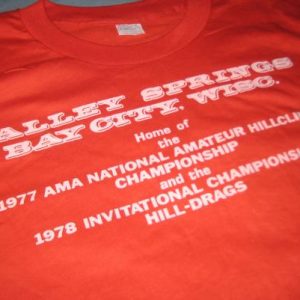 ALLEY SPRINGS
BAY CITY, WISC.
Home of
the
1977 AMA NATIONAL AMATEUR HILLCLI
CHAMPIONSHIP
and the
1978 INVITATIONAL CHAMPIONSHI
HILL-DRAGS